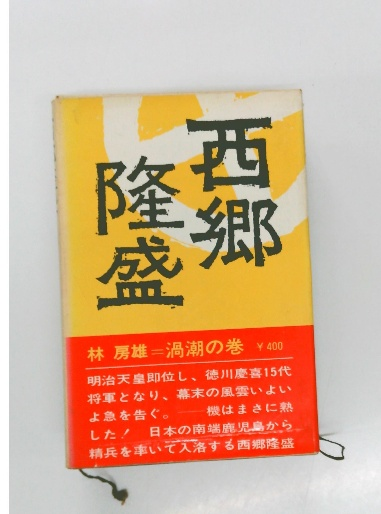 西郷
隆盛
林 房雄=渦潮の巻 ¥400
明治天皇即位し、徳川慶喜15代
将軍となり、幕末の風雲いよい
よ急を告ぐ。——機はまさに熟
した! 日本の南端鹿児島から
精兵を率いて入洛する西郷隆盛